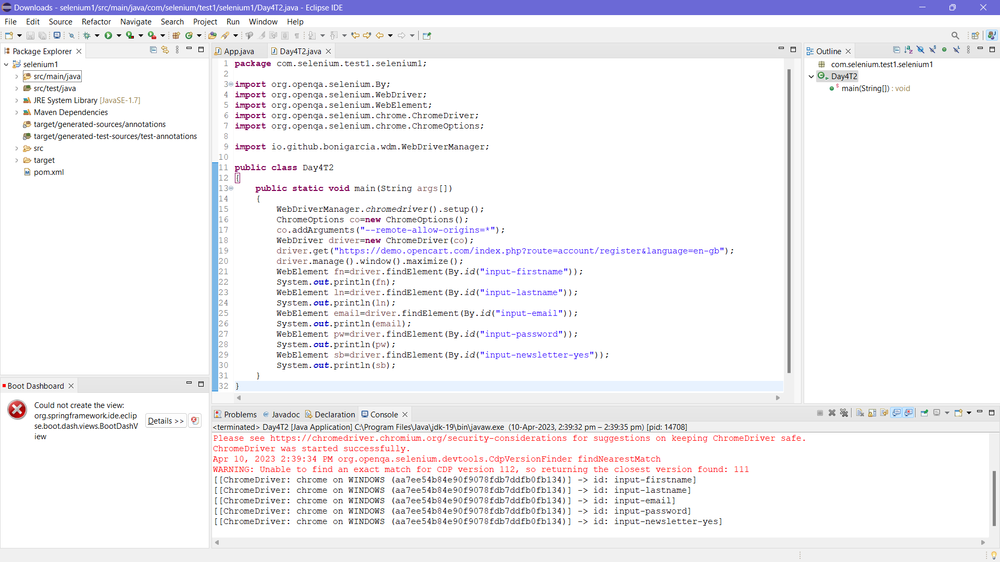 Downloads - selenium1/src/main/java/com/selenium/test1/selenium1/Day4T2.java - Eclipse IDE
File Edit Source Refactor Navigate Search Project Run Window Help
Package Explorer
selenium1
src/main/java
src/test/java
JRE System Library [JavaSE-1.7]
Maven Dependencies
target/generated-sources/annotations
target/generated-test-sources/test-annotations
src
target
pom.xml
Boot Dashboard
Could not create the view:
org.springframework.ide.eclip
se.boot.dash.views.BootDashV
iew
Details >>
App.java Day4T2.java
1 package com.selenium.test1.selenium1;
2
3 import org.openqa.selenium.By;
4 import org.openqa.selenium.WebDriver;
5 import org.openqa.selenium.WebElement;
6 import org.openqa.selenium.chrome.ChromeDriver;
7 import org.openqa.selenium.chrome.ChromeOptions;
8
9 import io.github.bonigarcia.wdm.WebDriverManager;
10
11 public class Day4T2
12 {
13 public static void main(String args[])
14 {
15 WebDriverManager.chromedriver().setup();
16 ChromeOptions co=new ChromeOptions();
17 co.addArguments("--remote-allow-origins=*");
18 WebDriver driver=new ChromeDriver(co);
19 driver.get("https://demo.opencart.com/index.php?route=account/register&language=en-gb");
20 driver.manage().window().maximize();
21 WebElement fn=driver.findElement(By.id("input-firstname"));
22 System.out.println(fn);
23 WebElement ln=driver.findElement(By.id("input-lastname"));
24 System.out.println(ln);
25 WebElement email=driver.findElement(By.id("input-email"));
26 System.out.println(email);
27 WebElement pw=driver.findElement(By.id("input-password"));
28 System.out.println(pw);
29 WebElement sb=driver.findElement(By.id("input-newsletter-yes"));
30 System.out.println(sb);
31 }
32 }
Outline
com.selenium.test1.selenium1
Day4T2
main(String[]) : void
Problems Javadoc Declaration Console
<terminated> Day4T2 [Java Application] C:\Program Files\Java\jdk-19\bin\javaw.exe (10-Apr-2023, 2:39:32 pm – 2:39:35 pm) [pid: 14708]
Please see https://chromedriver.chromium.org/security-considerations for suggestions on keeping ChromeDriver safe.
ChromeDriver was started successfully.
Apr 10, 2023 2:39:34 PM org.openqa.selenium.devtools.CdpVersionFinder findNearestMatch
WARNING: Unable to find an exact match for CDP version 112, so returning the closest version found: 111
[[ChromeDriver: chrome on WINDOWS (aa7ee54b84e90f9078fdb7ddfb0fb134)] -> id: input-firstname]
[[ChromeDriver: chrome on WINDOWS (aa7ee54b84e90f9078fdb7ddfb0fb134)] -> id: input-lastname]
[[ChromeDriver: chrome on WINDOWS (aa7ee54b84e90f9078fdb7ddfb0fb134)] -> id: input-email]
[[ChromeDriver: chrome on WINDOWS (aa7ee54b84e90f9078fdb7ddfb0fb134)] -> id: input-password]
[[ChromeDriver: chrome on WINDOWS (aa7ee54b84e90f9078fdb7ddfb0fb134)] -> id: input-newsletter-yes]